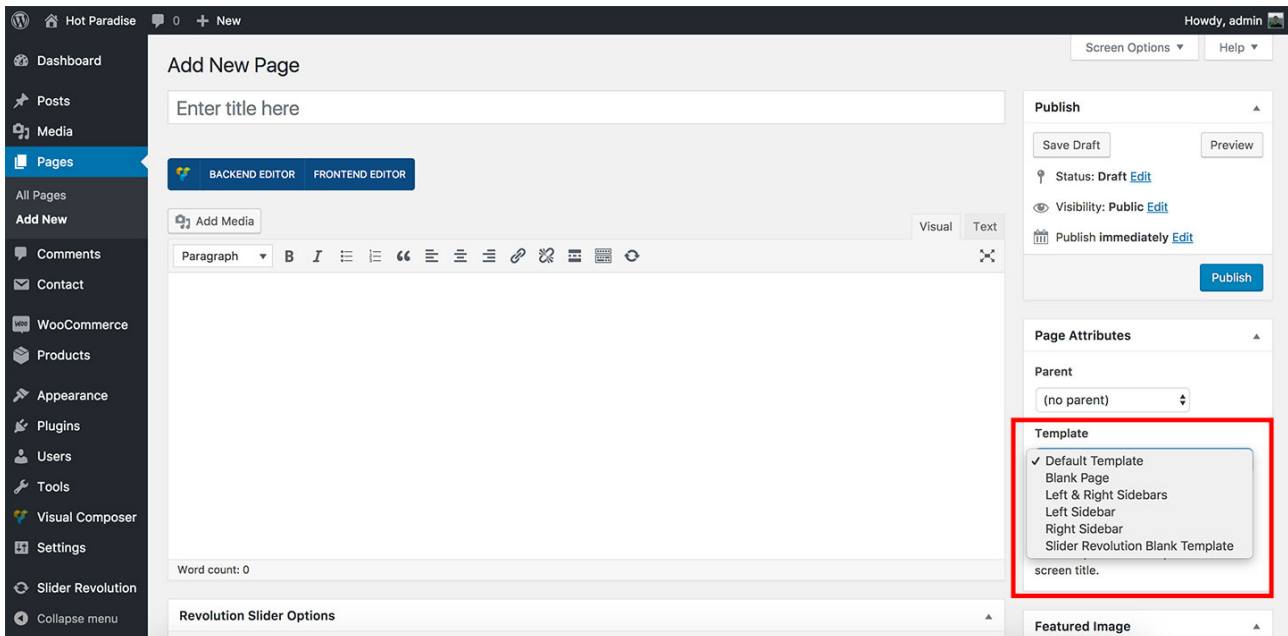 Hot Paradise 0 + New Howdy, admin
Screen Options ▼ Help ▼
Dashboard
Posts
Media
Pages
All Pages
Add New
Comments
Contact
WooCommerce
Products
Appearance
Plugins
Users
Tools
Visual Composer
Settings
Slider Revolution
Collapse menu
Add New Page
Enter title here
BACKEND EDITOR FRONTEND EDITOR
Add Media
Visual Text
Paragraph B I
Word count: 0
Revolution Slider Options
Publish
Save Draft Preview
Status: Draft Edit
Visibility: Public Edit
Publish immediately Edit
Publish
Page Attributes
Parent
(no parent)
Template
✓ Default Template
Blank Page
Left & Right Sidebars
Left Sidebar
Right Sidebar
Slider Revolution Blank Template
screen title.
Featured Image